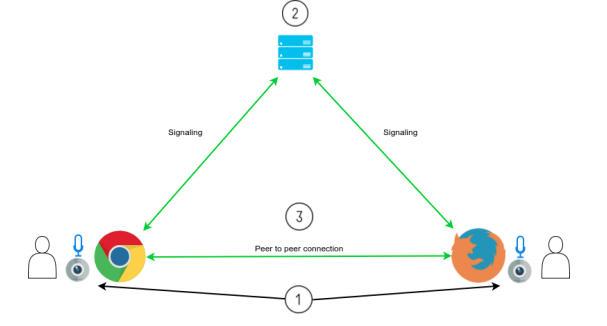 2
Signaling
Signaling
3
Peer to peer connection
1